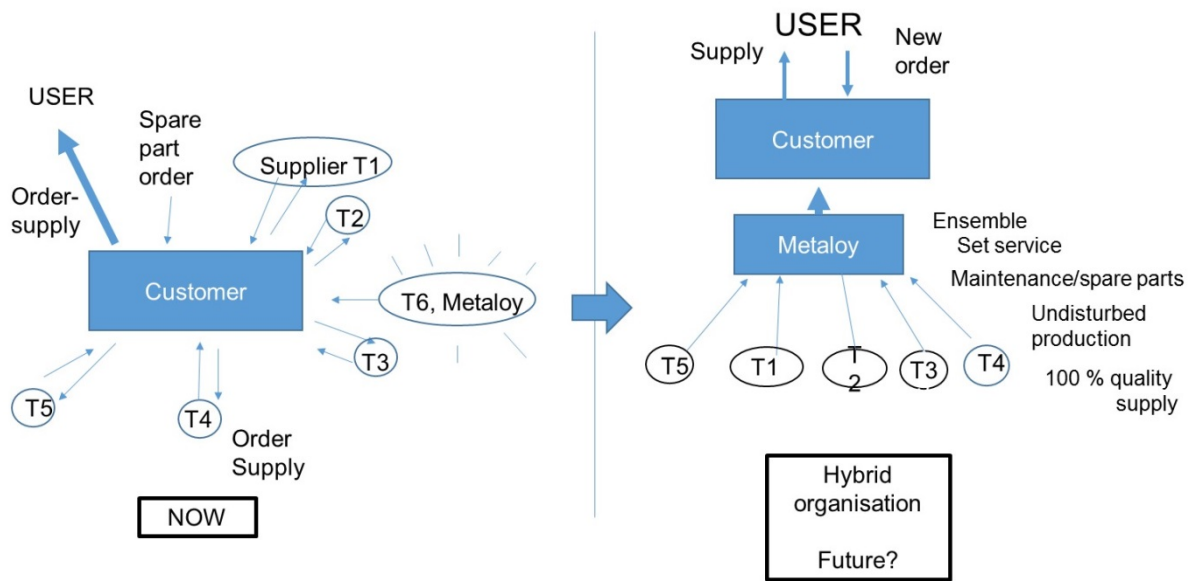 USER
Spare
part
order
Order-
supply
Supplier T1
T2
Customer
T6, Metaloy
T3
T5
T4
Order
Supply
NOW
USER
Supply
New
order
Customer
Metaloy
Ensemble
Set service
Maintenance/spare parts
Undisturbed
production
100 % quality
supply
T5
T1
T
2
T3
T4
Hybrid
organisation
Future?